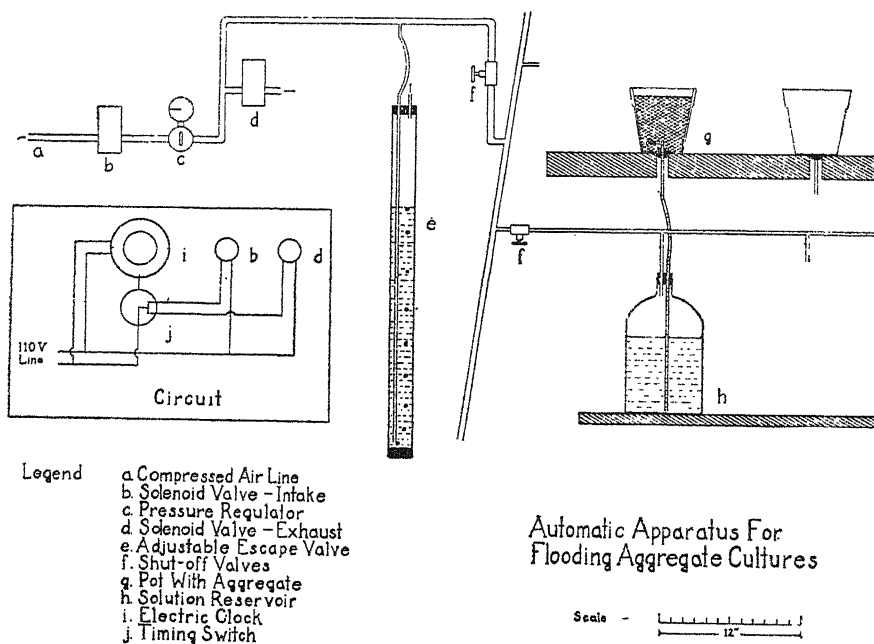 a
b
c
d
e
f
f
g
h
i
b
d
j
110V
Line
Circuit
Legend
a Compressed Air Line
b. Solenoid Valve - Intake
c. Pressure Regulator
d. Solenoid Valve - Exhaust
e. Adjustable Escape Valve
f. Shut-off Valves
g. Pot With Aggregate
h. Solution Reservoir
i. Electric Clock
j. Timing Switch
Automatic Apparatus For
Flooding Aggregate Cultures
Scale -
12"